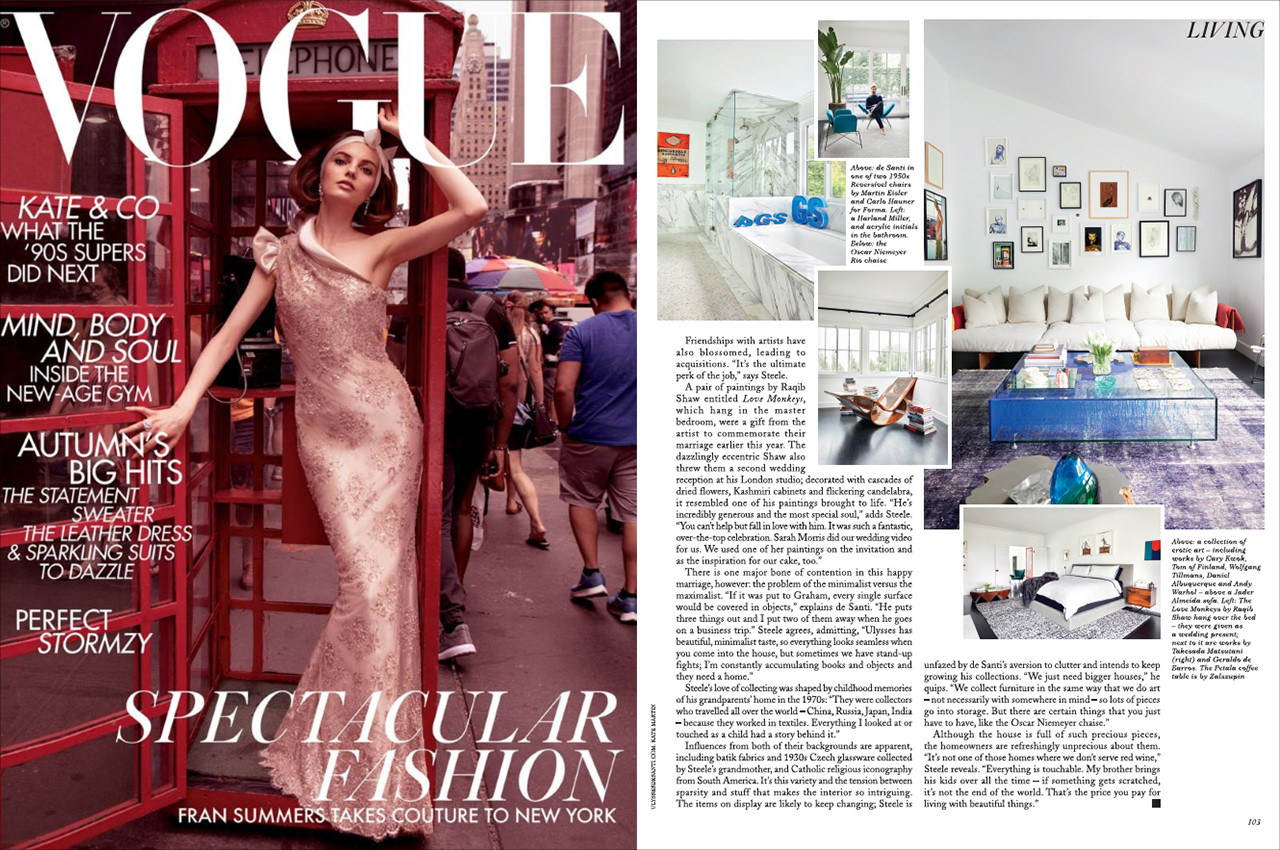 VOGUE
®
TELEPHONE
KATE & CO
WHAT THE
'90S SUPERS
DID NEXT
MIND, BODY
AND SOUL
INSIDE THE
NEW-AGE GYM
AUTUMN'S
BIG HITS
THE STATEMENT
SWEATER
THE LEATHER DRESS
& SPARKLING SUITS
TO DAZZLE
PERFECT
STORMZY
SPECTACULAR
FASHION
FRAN SUMMERS TAKES COUTURE TO NEW YORK
LIVING
AGS GS
Above: de Santi in
one of two 1950s
Reversível chairs
by Martin Eisler
and Carlo Hauner
for Forma. Left:
a Harland Miller,
and acrylic initials
in the bathroom.
Below: the
Oscar Niemeyer
Rio chaise
Friendships with artists have
also blossomed, leading to
acquisitions. “It’s the ultimate
perk of the job,” says Steele.
A pair of paintings by Raqib
Shaw entitled Love Monkeys,
which hang in the master
bedroom, were a gift from the
artist to commemorate their
marriage earlier this year. The
dazzlingly eccentric Shaw also
threw them a second wedding
reception at his London studio; decorated with cascades of
dried flowers, Kashmiri cabinets and flickering candelabra,
it resembled one of his paintings brought to life. “He’s
incredibly generous and the most special soul,” adds Steele.
“You can’t help but fall in love with him. It was such a fantastic,
over-the-top celebration. Sarah Morris did our wedding video
for us. We used one of her paintings on the invitation and
as the inspiration for our cake, too.”
There is one major bone of contention in this happy
marriage, however: the problem of the minimalist versus the
maximalist. “If it was put to Graham, every single surface
would be covered in objects,” explains de Santi. “He puts
three things out and I put two of them away when he goes
on a business trip.” Steele agrees, admitting, “Ulysses has
beautiful, minimalist taste, so everything looks seamless when
you come into the house, but sometimes we have stand-up
fights; I’m constantly accumulating books and objects and
they need a home.”
Steele’s love of collecting was shaped by childhood memories
of his grandparents’ home in the 1970s: “They were collectors
who travelled all over the world – China, Russia, Japan, India
– because they worked in textiles. Everything I looked at or
touched as a child had a story behind it.”
Influences from both of their backgrounds are apparent,
including batik fabrics and 1930s Czech glassware collected
by Steele’s grandmother, and Catholic religious iconography
from South America. It’s this variety and the tension between
sparsity and stuff that makes the interior so intriguing.
The items on display are likely to keep changing; Steele is
unfazed by de Santi’s aversion to clutter and intends to keep
growing his collections. “We just need bigger houses,” he
quips. “We collect furniture in the same way that we do art
– not necessarily with somewhere in mind – so lots of pieces
go into storage. But there are certain things that you just
have to have, like the Oscar Niemeyer chaise.”
Although the house is full of such precious pieces,
the homeowners are refreshingly unprecious about them.
“It’s not one of those homes where we don’t serve red wine,”
Steele reveals. “Everything is touchable. My brother brings
his kids over all the time – if something gets scratched,
it’s not the end of the world. That’s the price you pay for
living with beautiful things.”
Above: a collection of
erotic art – including
works by Gary Kwok,
Tom of Finland, Wolfgang
Tillmans, Daniel
Albuquerque and Andy
Warhol – above a Jader
Almeida sofa. Left: The
Love Monkeys by Raqib
Shaw hang over the bed
– they were given as
a wedding present;
next to it are works by
Takesada Matsutani
(right) and Geraldo de
Barros. The Petala coffee
table is by Zalszupin
ULYSSESDESANTI.COM. KATE MARTIN
103